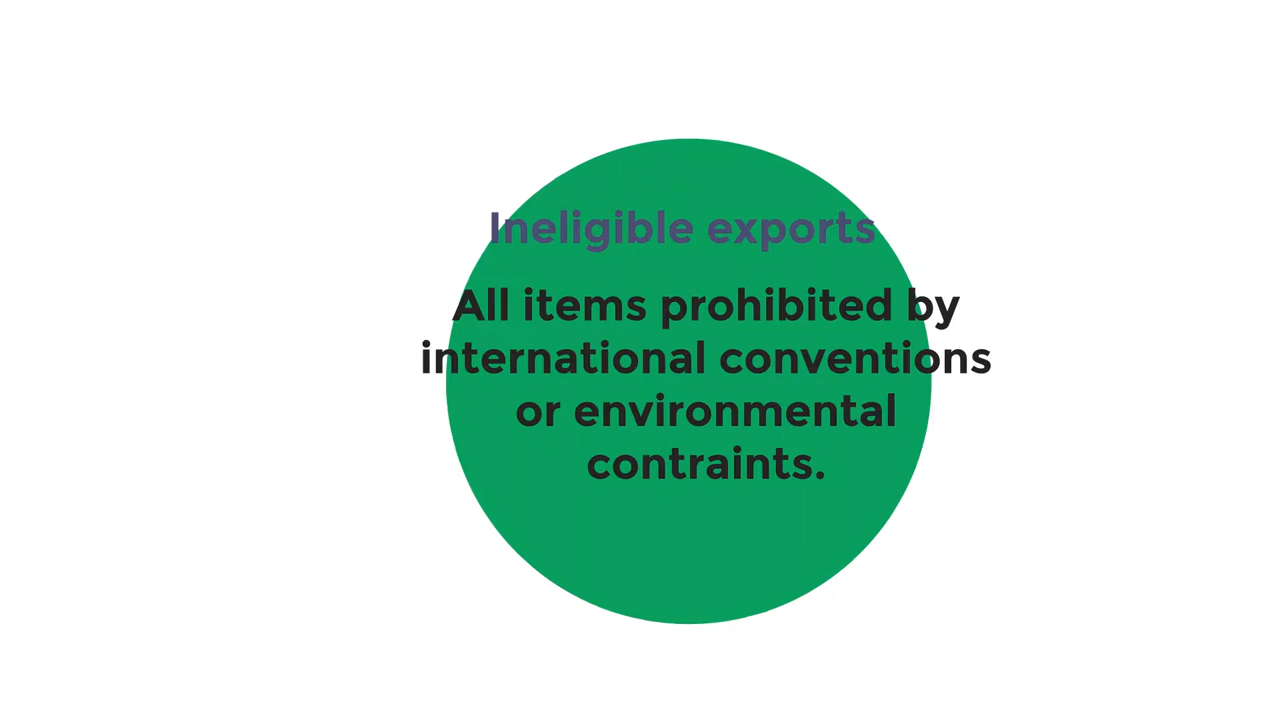 Ineligible exports
All items prohibited by
international conventions
or environmental
contraints.